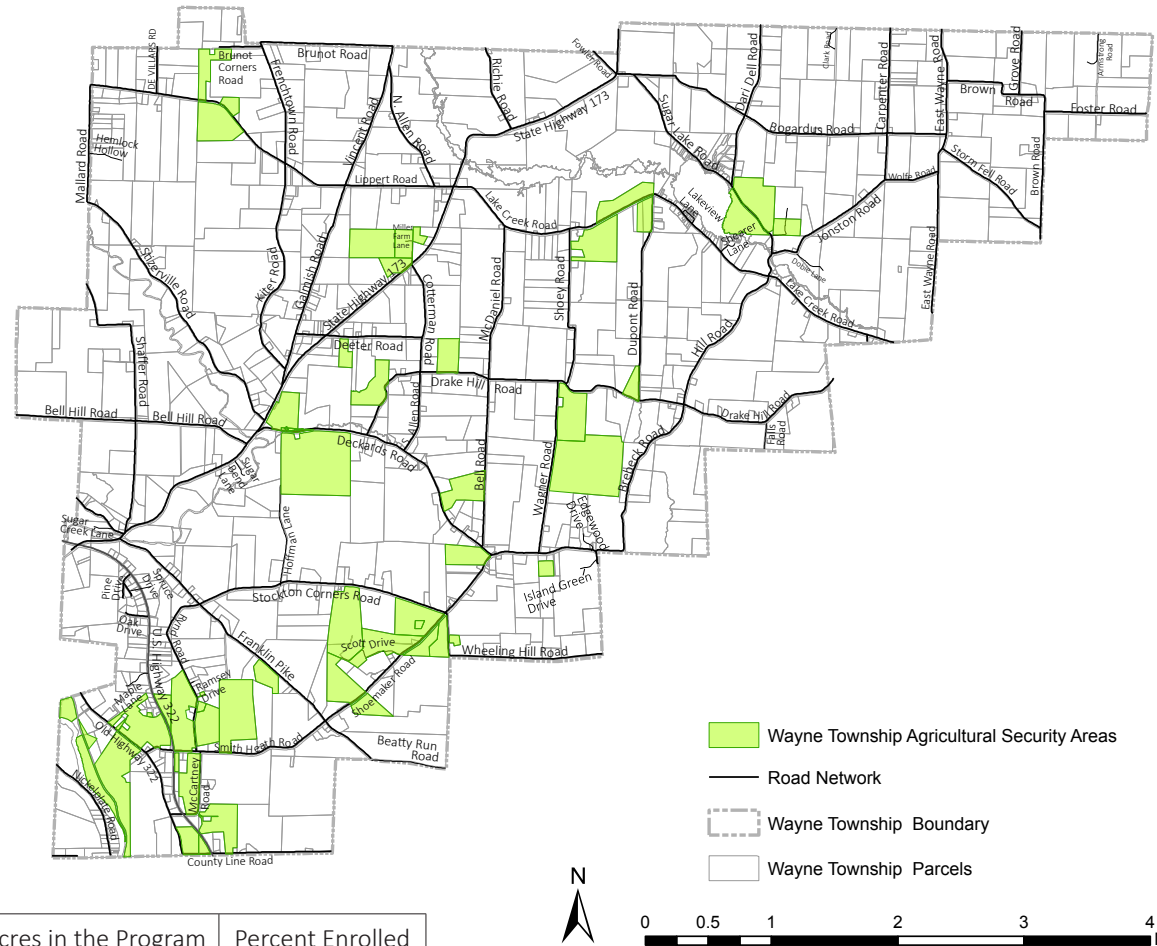 DE VILLARS RD
Brunot
Corners
Road
Brunot Road
Frenchtown Road
Vincent Road
N. Allen Road
Richie Road
Fowler Road
State Highway 173
Sugar Lake Road
Dari Dell Road
Clark Road
Carpenter Road
East Wayne Road
Grove Road
Armstrong
Road
Brown
Road
Foster Road
Bogardus Road
Storm Fell Road
Brown Road
Wolfe Road
Mallard Road
Hemlock
Hollow
Lippert Road
Lake Creek Road
Lakeview
Lane
Shearer
Lane
Jonston Road
Doble Lane
Lake Creek Road
East Wayne Road
Miller
Farm
Lane
Kiter Road
Galmish Road
State Highway 173
Cotterman Road
McDaniel Road
Shoey Road
Dupont Road
Hill Road
Shaffer Road
Deeter Road
Drake Hill Road
Drake Hill Road
Falls
Road
Bell Hill Road
Bell Hill Road
S. Allen Road
Deckards Road
Sugar
Bend
Lane
Bell Road
Wagner Road
Edgewood
Drive
Sugar
Creek Lane
Hoffman Lane
Island Green
Drive
Pine
Drive
Spruce
Drive
Oak
Drive
Stockton Corners Road
Franklin Pike
Scott Drive
Wheeling Hill Road
U.S. Highway 322
Ramsey
Drive
Maple
Lane
Old Highway 322
Shoemaker Road
Smith Heath Road
Beatty Run
Road
Nickelplate Road
McCartney
Road
County Line Road
Wayne Township Agricultural Security Areas
Road Network
Wayne Township Boundary
Wayne Township Parcels
N
0 0.5 1 2 3 4
cres in the Program
Percent Enrolled